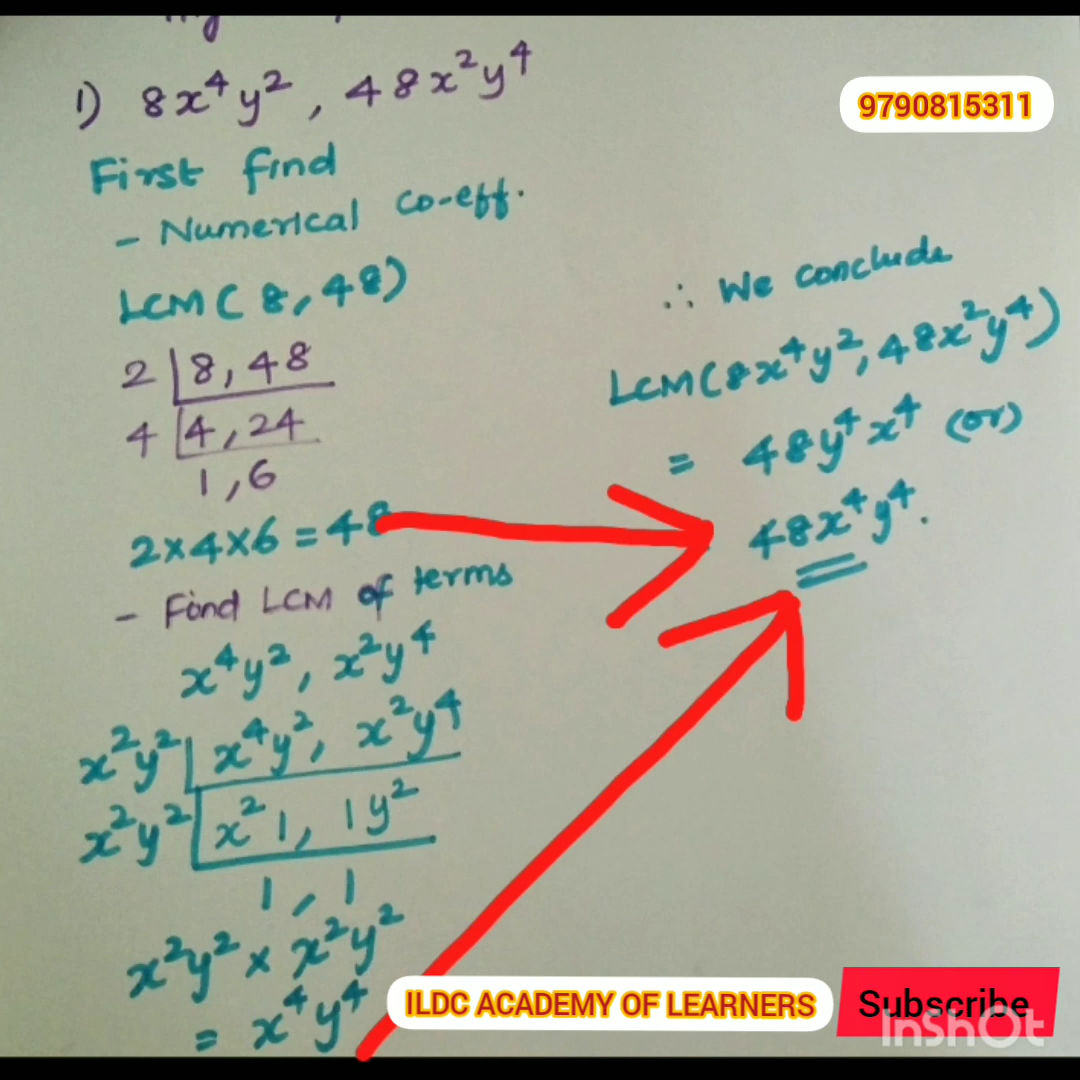 1) 8x⁴y², 48x²y⁴
9790815311
First find
- Numerical co-eff.
LCM(8,48)
2 | 8, 48
4 | 4, 24
1, 6
2×4×6 = 48
- Find LCM of terms
x⁴y², x²y⁴
x²y² | x⁴y², x²y⁴
x²y² | x²1, 1y²
1, 1
x²y² × x²y²
= x⁴y⁴
∴ We conclude
LCM(8x⁴y², 48x²y⁴)
= 48y⁴x⁴ (or)
48x⁴y⁴.
ILDC ACADEMY OF LEARNERS
Subscribe
InShOt